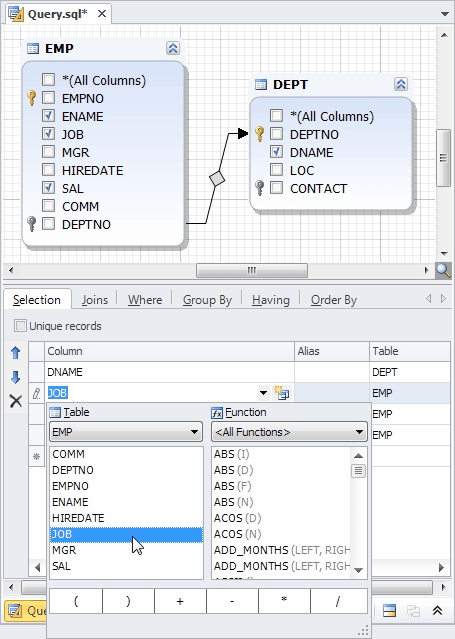 Query.sql*
EMP
*(All Columns)
EMPNO
ENAME
JOB
MGR
HIREDATE
SAL
COMM
DEPTNO
DEPT
*(All Columns)
DEPTNO
DNAME
LOC
CONTACT
Selection Joins Where Group By Having Order By
Unique records
Column Alias Table
DNAME DEPT
JOB EMP
EMP
EMP
Table Function
EMP <All Functions>
COMM
DEPTNO
EMPNO
ENAME
HIREDATE
JOB
MGR
SAL
ABS (I)
ABS (D)
ABS (F)
ABS (N)
ACOS (D)
ACOS (N)
ADD_MONTHS (LEFT, RIGH
ADD_MONTHS (LEFT, RIGH
( ) + - * /
Que